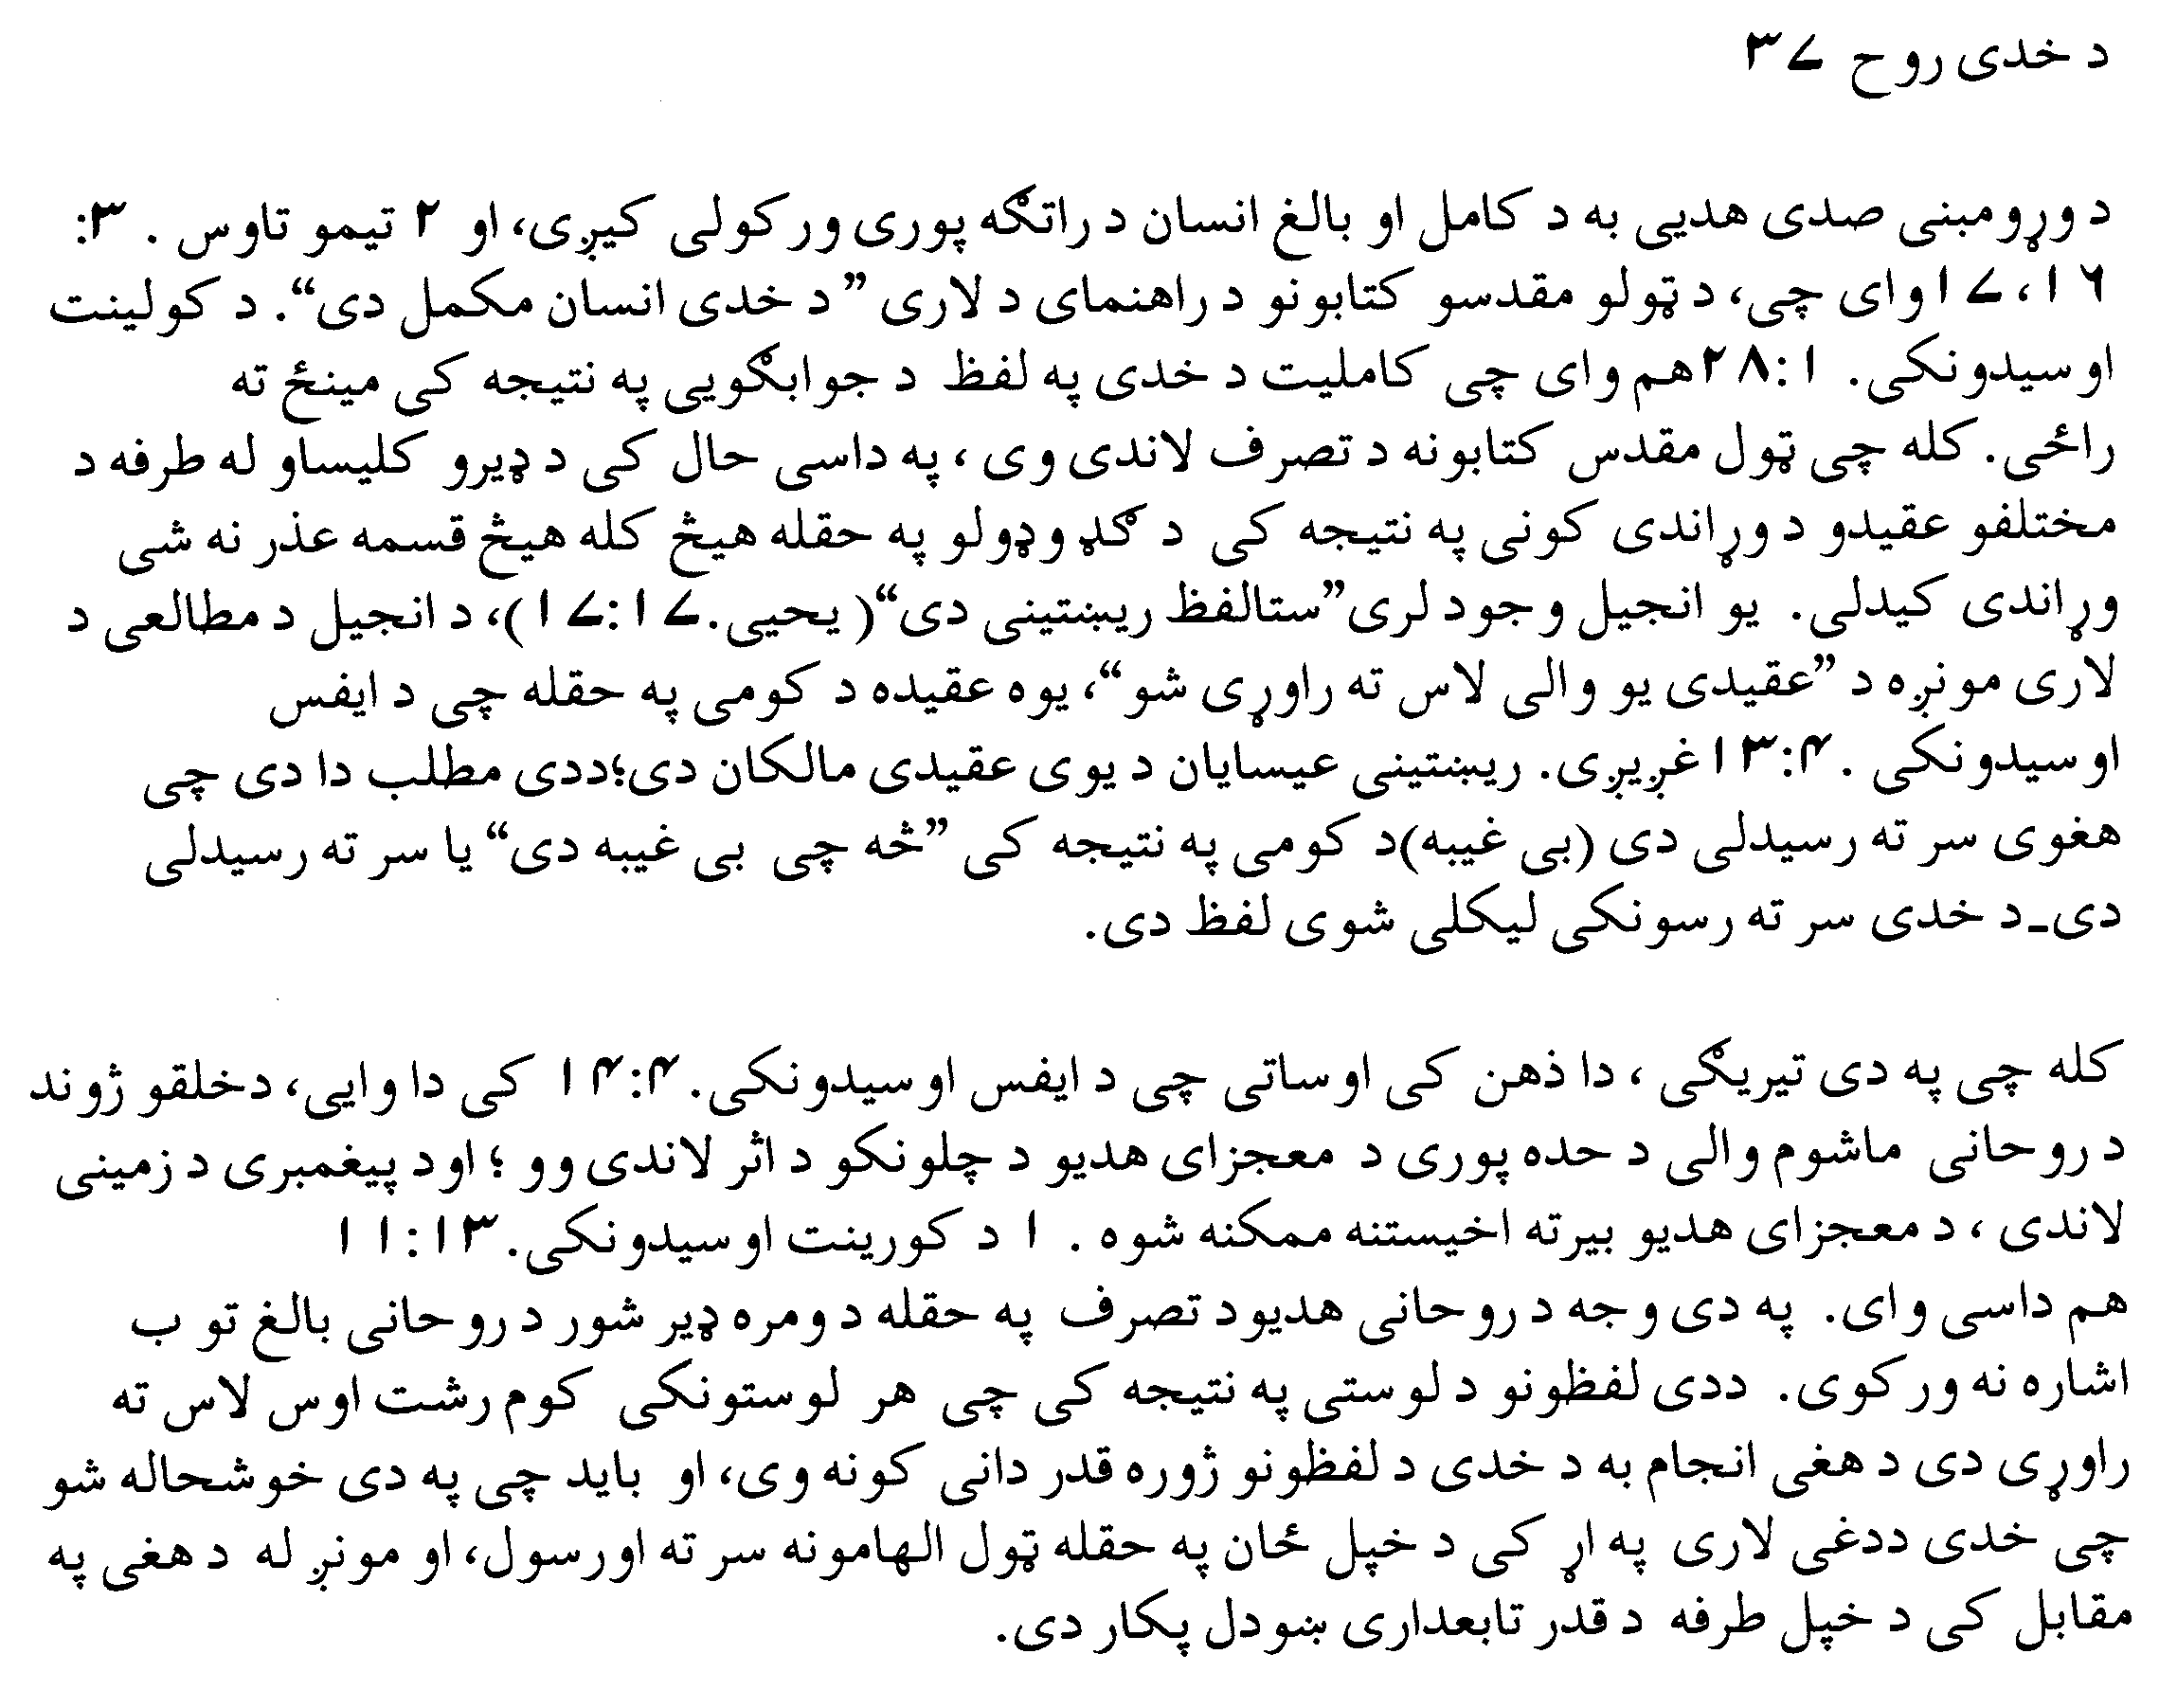 د خدی روح ۳۷
د وړومبنی صدی هدیی به د کامل او بالغ انسان د راتګه پوری ورکولی کیږی، او ۲ تیمو تاوس . ۳:
۱۷،۱۶وای چی، د ټولو مقدسو کتابونو د راهنمای د لاری ”د خدی انسان مکمل دی“. د کولینت
اوسیدونکی. ۲۸:۱هم وای چی کاملیت د خدی په لفظ د جوابګویی په نتیجه کی مینځ ته
راځی. کله چی ټول مقدس کتابونه د تصرف لاندی وی، په داسی حال کی د ډیرو کلیساو له طرفه د
مختلفو عقیدو د وړاندی کونی په نتیجه کی د ګډ وډولو په حقله هیڅ کله هیڅ قسمه عذر نه شی
وړاندی کیدلی. یو انجیل وجود لری”ستالفظ ریښتینی دی“(یحیی.۱۷:۱۷)، د انجیل د مطالعی د
لاری مونږه د ”عقیدی یو والی لاس ته راوړی شو“، یوه عقیده د کومی په حقله چی د ایفس
اوسیدونکی .۱۳:۴غږیږی. ریښتینی عیسایان د یوی عقیدی مالکان دی؛ددی مطلب دا دی چی
هغوی سر ته رسیدلی دی (بی غیبه)د کومی په نتیجه کی ”څه چی بی غیبه دی“ یا سر ته رسیدلی
دی-د خدی سر ته رسونکی لیکلی شوی لفظ دی.
کله چی په دی تیریګی، دا ذهن کی اوساتی چی د ایفس اوسیدونکی.۱۴:۴ کی دا وایی، دخلقو ژوند
د روحانی ماشوم والی د حده پوری د معجزای هدیو د چلونکو د اثر لاندی وو ؛ اود پیغمبری د زمینی
لاندی، د معجزای هدیو بیرته اخیستنه ممکنه شوه . ۱ د کورینت اوسیدونکی.۱۱:۱۳
هم داسی وای. په دی وجه د روحانی هدیود تصرف په حقله دومره ډیر شور د روحانی بالغ توب
اشاره نه ورکوی. ددی لفظونو د لوستی په نتیجه کی چی هر لوستونکی کوم رشت اوس لاس ته
راوړی دی د هغی انجام به د خدی د لفظونو ژوره قدر دانی کونه وی، او باید چی په دی خوشحاله شو
چی خدی ددغی لاری په اړ کی د خپل ځان په حقله ټول الهامونه سر ته اورسول، او مونږ له د هغی په
مقابل کی د خپل طرفه د قدر تابعداری ښودل پکار دی.